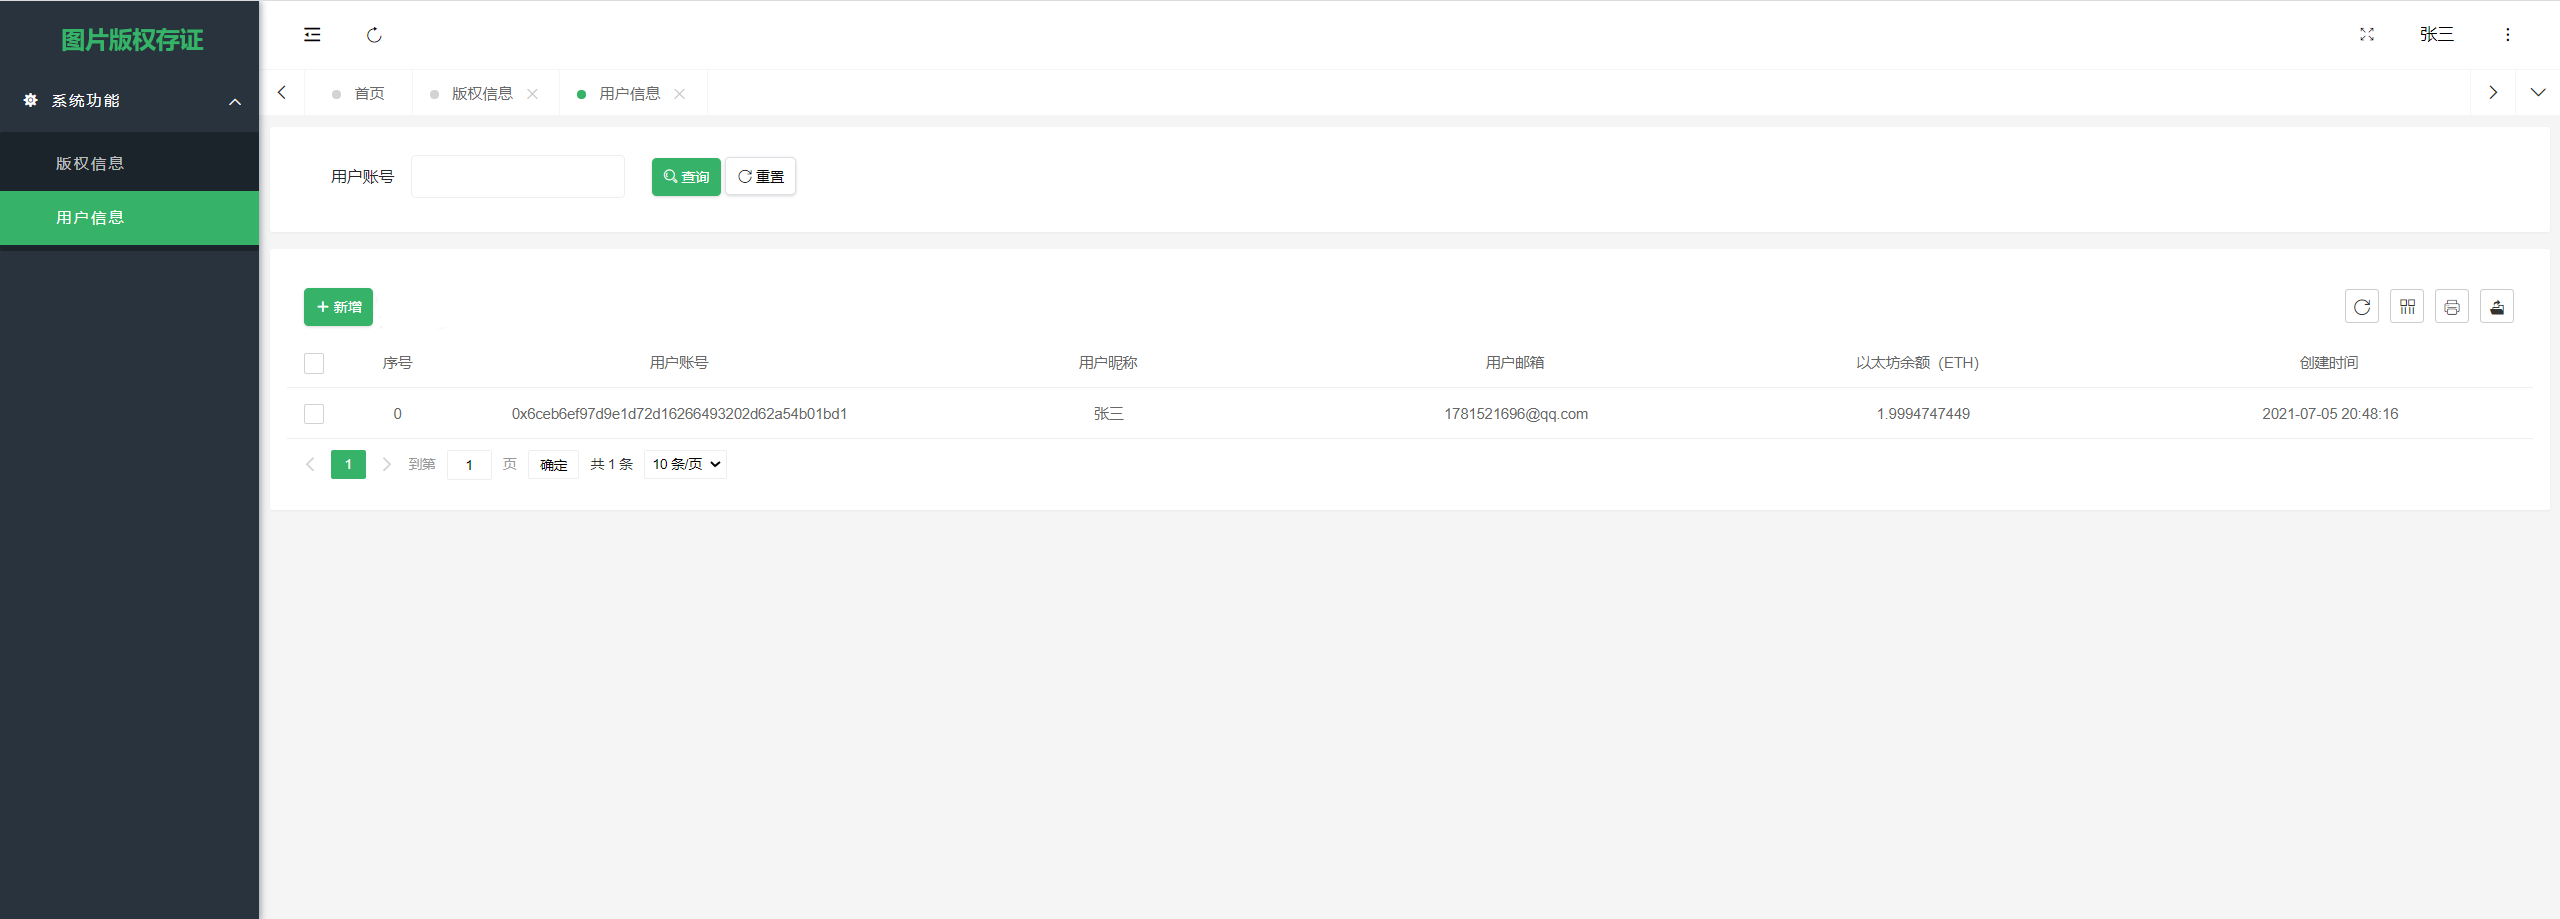 图片版权存证
张三
系统功能
首页 版权信息 用户信息
版权信息
用户信息
用户账号 查询 重置
新增
序号 用户账号 用户昵称 用户邮箱 以太坊余额 (ETH) 创建时间
0 0x6ceb6ef97d9e1d72d16266493202d62a54b01bd1 张三 1781521696@qq.com 1.9994747449 2021-07-05 20:48:16
1 到第 1 页 确定 共 1 条 10 条/页